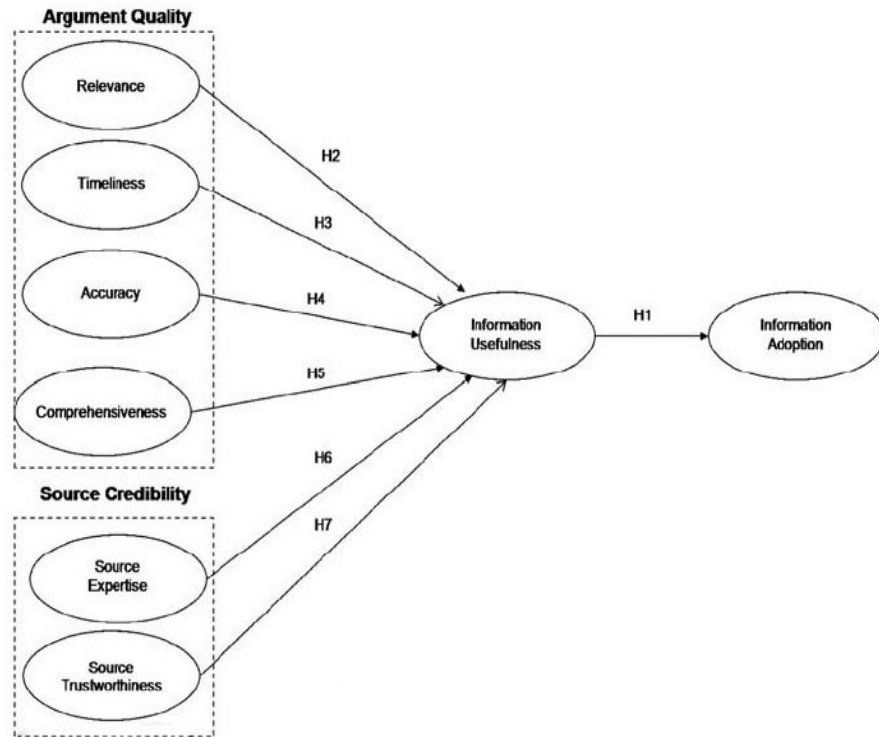 Argument Quality
Relevance
H2
Timeliness
H3
Accuracy
H4
Information
Usefulness
H1
Information
Adoption
H5
Comprehensiveness
H6
Source Credibility
H7
Source
Expertise
Source
Trustworthiness